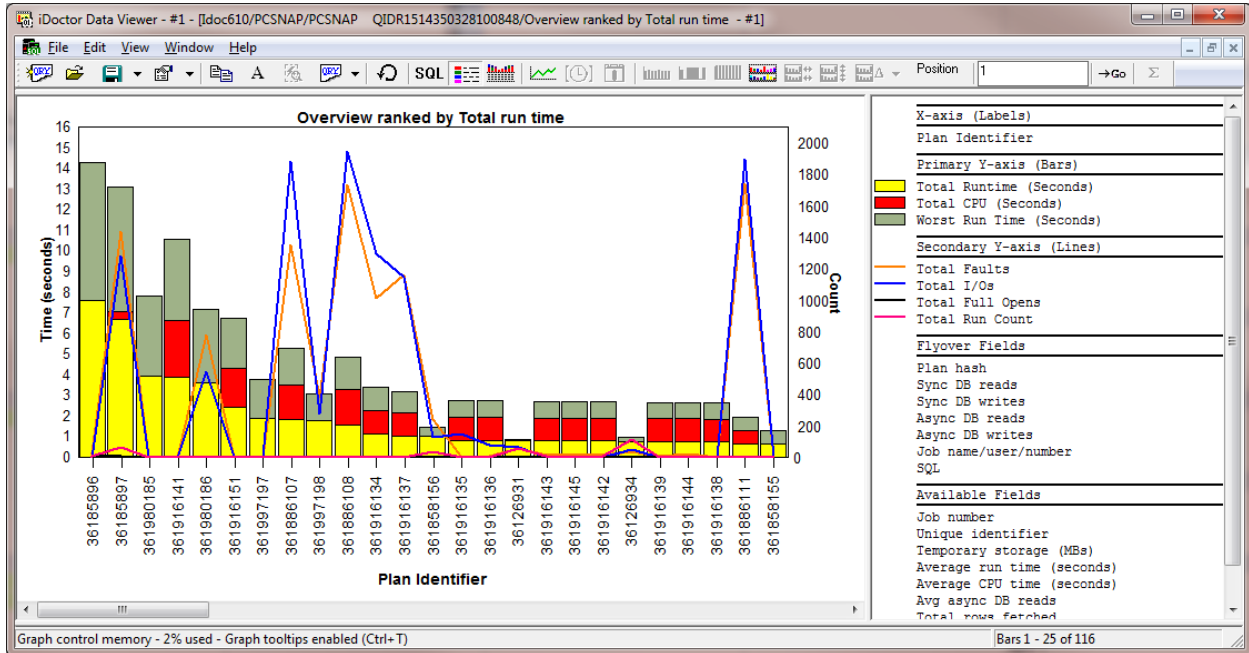 iDoctor Data Viewer - #1 - [Idoc610/PCSNAP/PCSNAP QIDR1514350328100848/Overview ranked by Total run time - #1]
File Edit View Window Help
SQL Position 1 Go Σ
Overview ranked by Total run time
Time (seconds)
16
15
14
13
12
11
10
9
8
7
6
5
4
3
2
1
0
2000
1800
1600
1400
1200
1000
800
600
400
200
0
Count
36185896
36185897
361980185
361916141
361980186
361916151
361997197
361886107
361997198
361886108
361916134
361916137
361858156
361916135
361916136
36126931
361916143
361916145
361916142
36126934
361916139
361916144
361916138
361886111
361858155
Plan Identifier
X-axis (Labels)
Plan Identifier
Primary Y-axis (Bars)
Total Runtime (Seconds)
Total CPU (Seconds)
Worst Run Time (Seconds)
Secondary Y-axis (Lines)
Total Faults
Total I/Os
Total Full Opens
Total Run Count
Flyover Fields
Plan hash
Sync DB reads
Sync DB writes
Async DB reads
Async DB writes
Job name/user/number
SQL
Available Fields
Job number
Unique identifier
Temporary storage (MBs)
Average run time (seconds)
Average CPU time (seconds)
Avg async DB reads
Total rows fetched
Graph control memory - 2% used - Graph tooltips enabled (Ctrl+T)
Bars 1 - 25 of 116